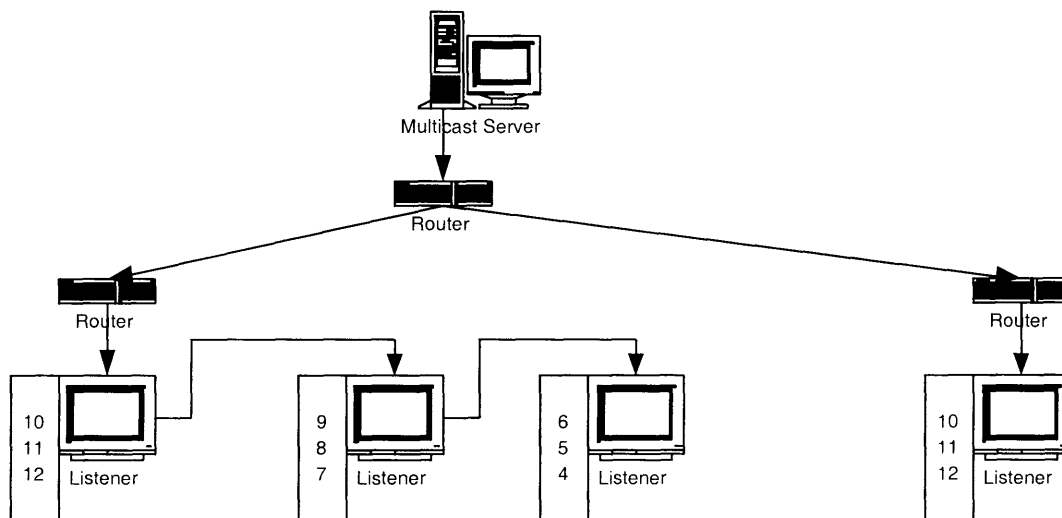 Multicast Server
Router
Router
Router
10
11
12
Listener
9
8
7
Listener
6
5
4
Listener
10
11
12
Listener